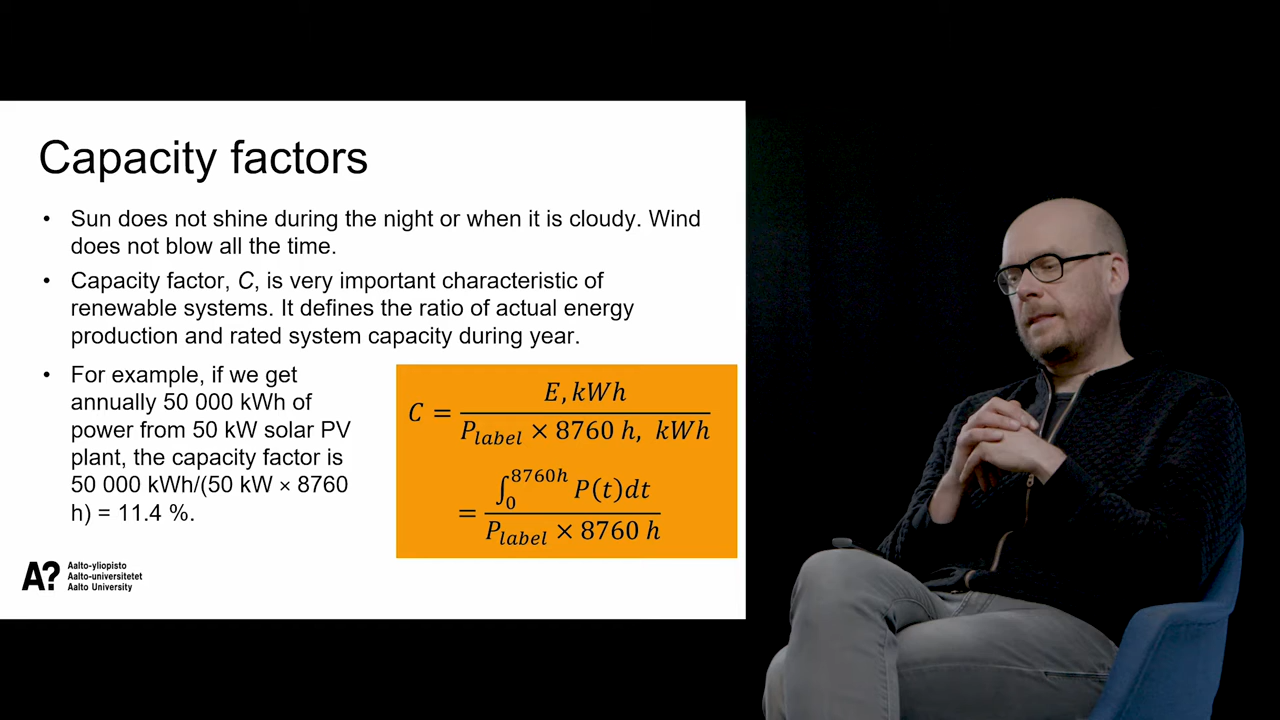 Capacity factors
• Sun does not shine during the night or when it is cloudy. Wind
does not blow all the time.
• Capacity factor, C, is very important characteristic of
renewable systems. It defines the ratio of actual energy
production and rated system capacity during year.
• For example, if we get
annually 50 000 kWh of
power from 50 kW solar PV
plant, the capacity factor is
50 000 kWh/(50 kW × 8760
h) = 11.4 %.
C = E, kWh / P_label × 8760 h, kWh
= ∫_0^8760h P(t)dt / P_label × 8760 h
A?
Aalto-yliopisto
Aalto-universitetet
Aalto University